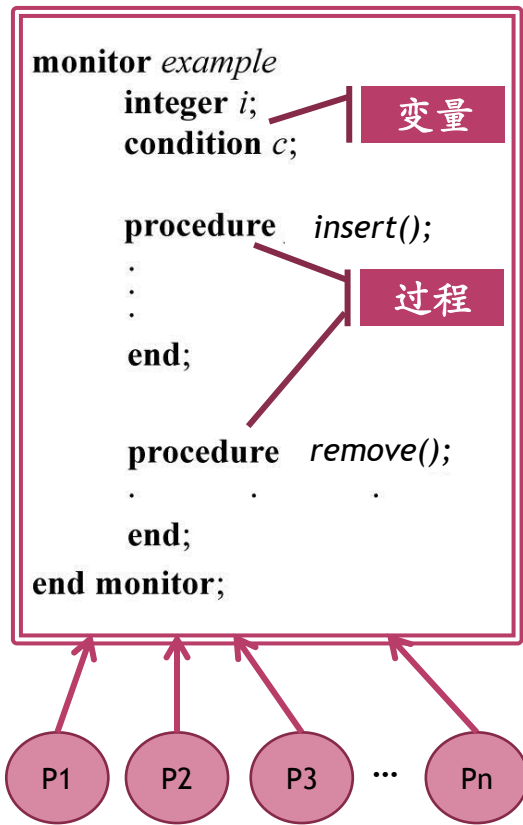 monitor example
integer i;
变量
condition c;
procedure insert();
.
.
.
过程
end;
procedure remove();
. . .
end;
end monitor;
P1 P2 P3 ... Pn